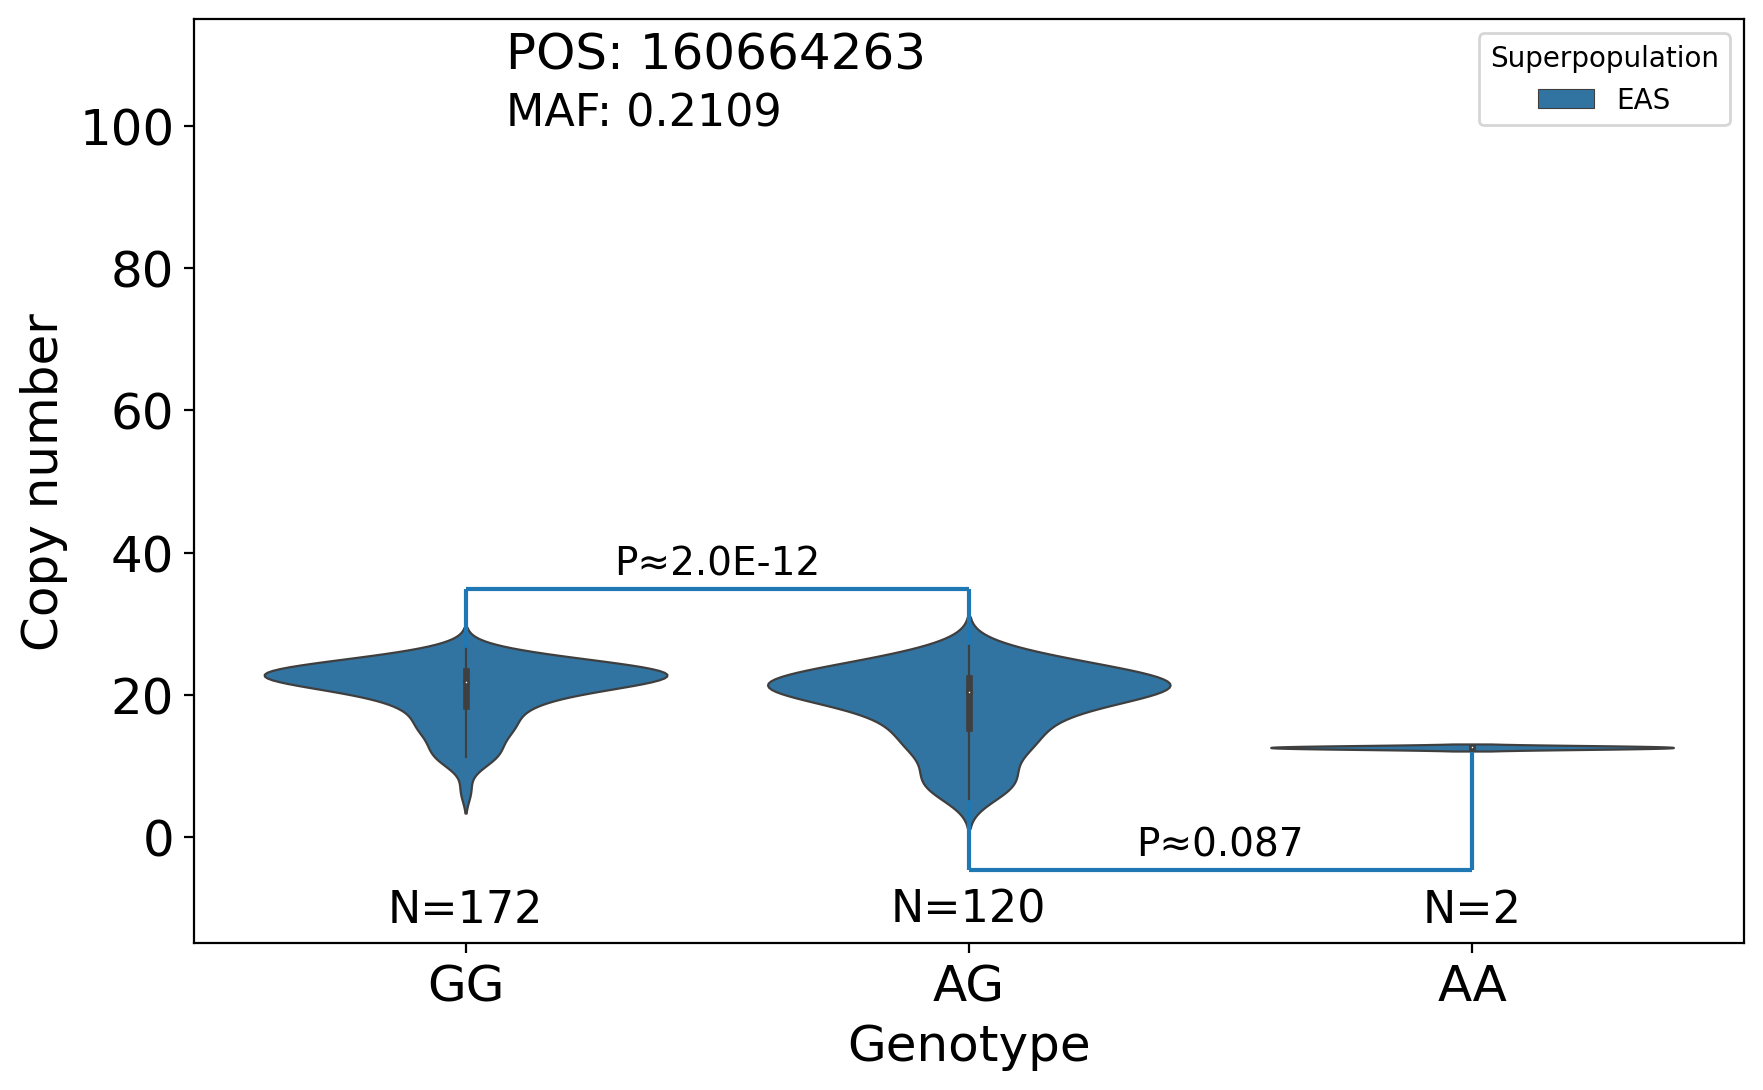 POS: 160664263
MAF: 0.2109
Superpopulation
EAS
100
80
60
40
20
0
Copy number
P≈2.0E-12
P≈0.087
N=172
N=120
N=2
GG
AG
AA
Genotype